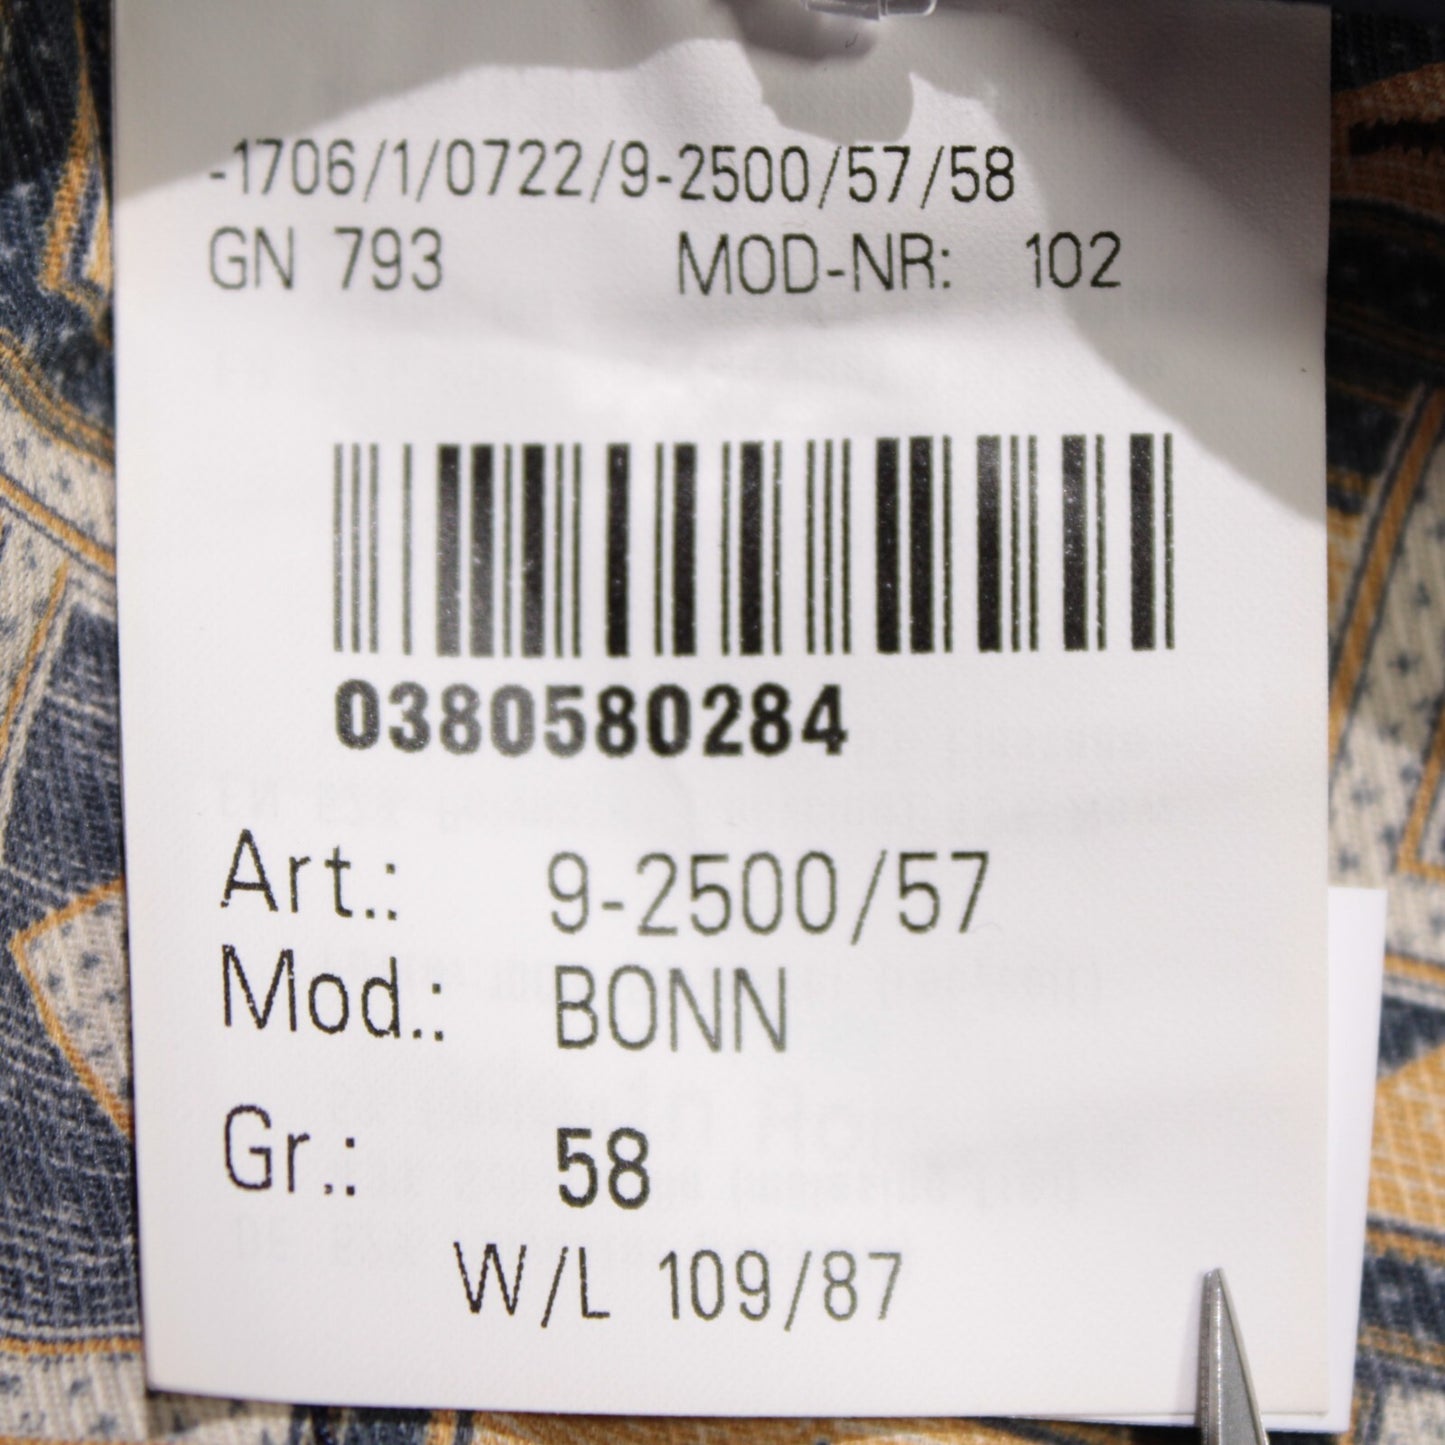 -1706/1/0722/9-2500/57/58
GN 793 MOD-NR: 102
0380580284
Art.: 9-2500/57
Mod.: BONN
Gr.: 58
W/L 109/87